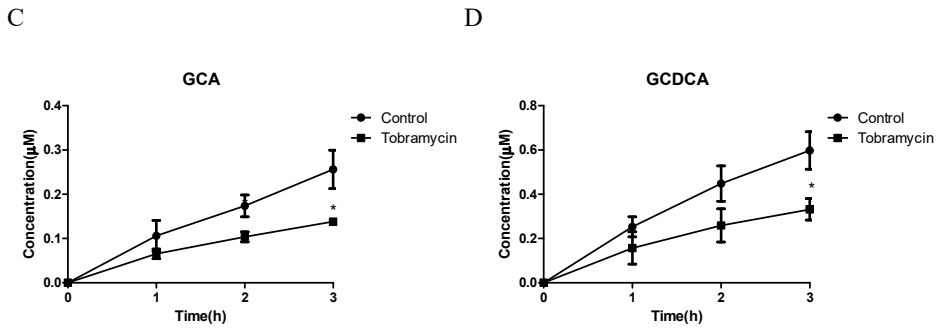 C
D
GCA
0.4
0.3
0.2
0.1
0.0
Concentration(µM)
0
1
2
3
Time(h)
Control
Tobramycin
*
*
GCDCA
0.8
0.6
0.4
0.2
0.0
Concentration(µM)
0
1
2
3
Time(h)
Control
Tobramycin
*